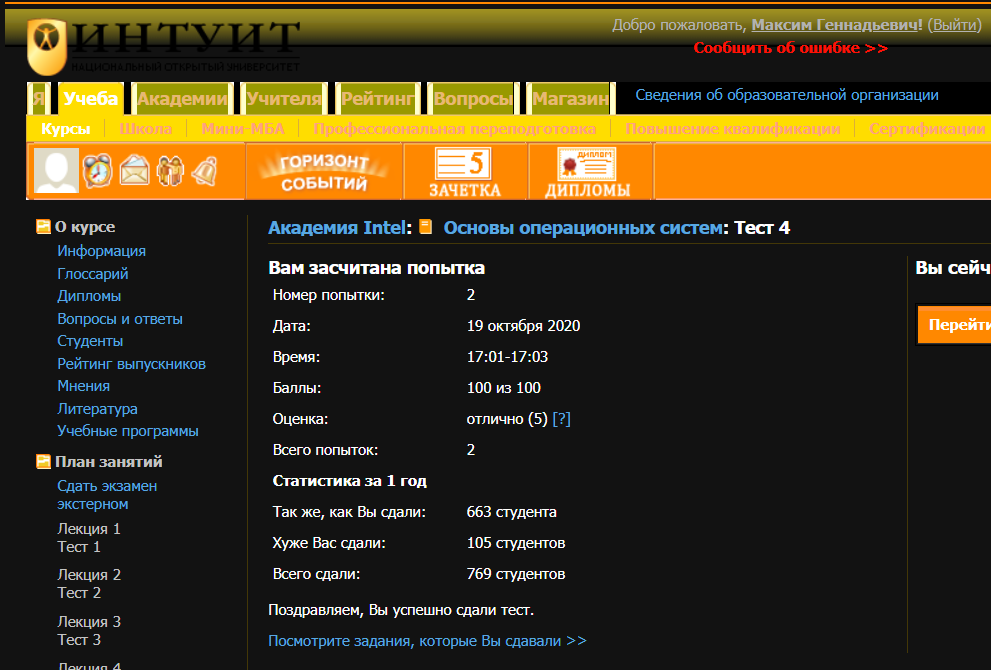 Добро пожаловать, Максим Геннадьевич! (Выйти)
ИНТУИТ
НАЦИОНАЛЬНЫЙ ОТКРЫТЫЙ УНИВЕРСИТЕТ
Сообщить об ошибке >>
Я Учеба Академии Учителя Рейтинг Вопросы Магазин Сведения об образовательной организации
Курсы Школа Мини-МБА Профессиональная переподготовка Повышение квалификации Сертификации
ГОРИЗОНТ СОБЫТИЙ
5 ЗАЧЕТКА
ДИПЛОМ ДИПЛОМЫ
О курсе
Информация
Глоссарий
Дипломы
Вопросы и ответы
Студенты
Рейтинг выпускников
Мнения
Литература
Учебные программы
План занятий
Сдать экзамен
экстерном
Лекция 1
Тест 1
Лекция 2
Тест 2
Лекция 3
Тест 3
Лекция 4
Академия Intel: Основы операционных систем: Тест 4
Вам засчитана попытка
Номер попытки: 2
Дата: 19 октября 2020
Время: 17:01-17:03
Баллы: 100 из 100
Оценка: отлично (5) [?]
Всего попыток: 2
Статистика за 1 год
Так же, как Вы сдали: 663 студента
Хуже Вас сдали: 105 студентов
Всего сдали: 769 студентов
Поздравляем, Вы успешно сдали тест.
Посмотрите задания, которые Вы сдавали >>
Вы сейч
Перейти